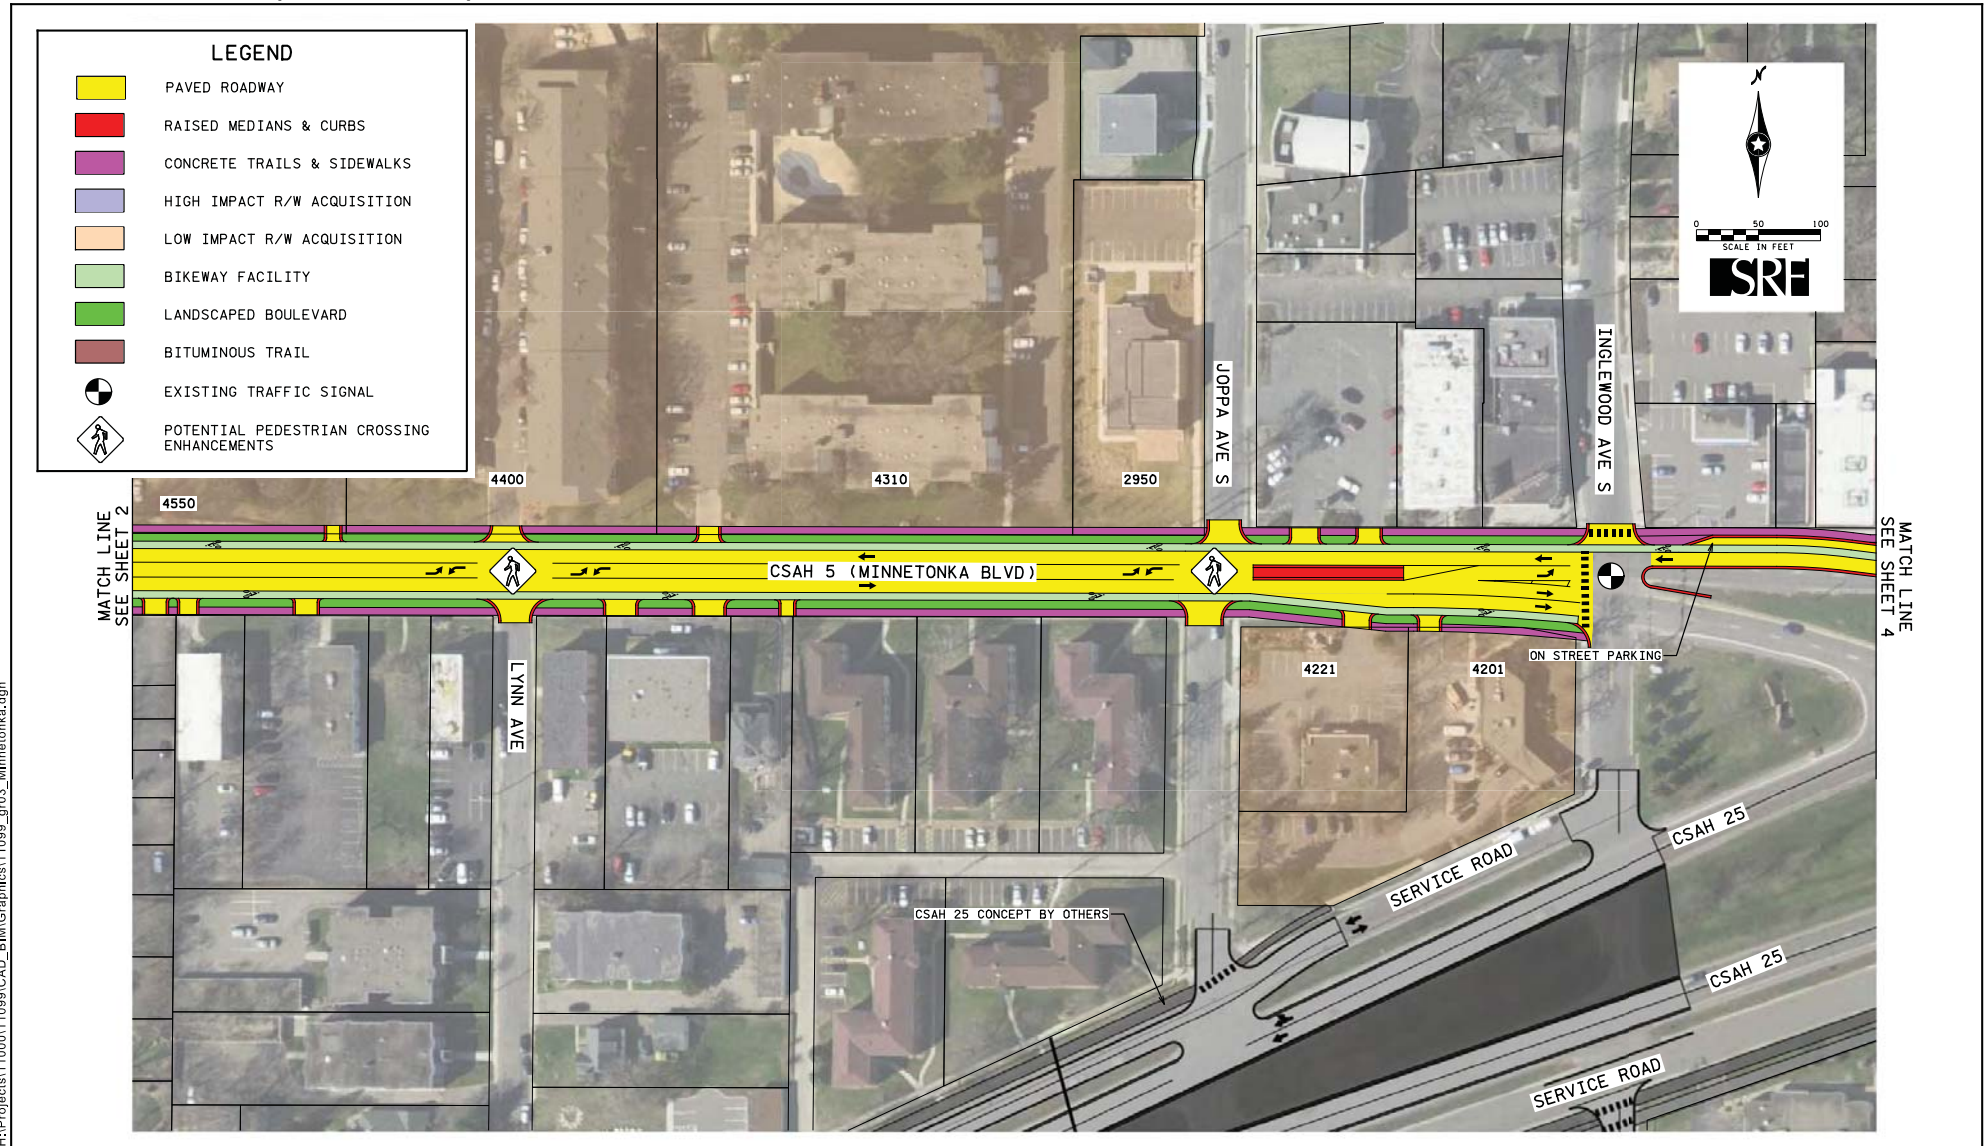 LEGEND
PAVED ROADWAY
RAISED MEDIANS & CURBS
CONCRETE TRAILS & SIDEWALKS
HIGH IMPACT R/W ACQUISITION
LOW IMPACT R/W ACQUISITION
BIKEWAY FACILITY
LANDSCAPED BOULEVARD
BITUMINOUS TRAIL
EXISTING TRAFFIC SIGNAL
POTENTIAL PEDESTRIAN CROSSING
ENHANCEMENTS
N
0 50 100
SCALE IN FEET
SRF
4550
4400
4310
2950
JOPPA AVE S
INGLEWOOD AVE S
MATCH LINE
SEE SHEET 2
CSAH 5 (MINNETONKA BLVD)
MATCH LINE
SEE SHEET 4
ON STREET PARKING
LYNN AVE
4221
4201
CSAH 25
SERVICE ROAD
CSAH 25 CONCEPT BY OTHERS
CSAH 25
SERVICE ROAD